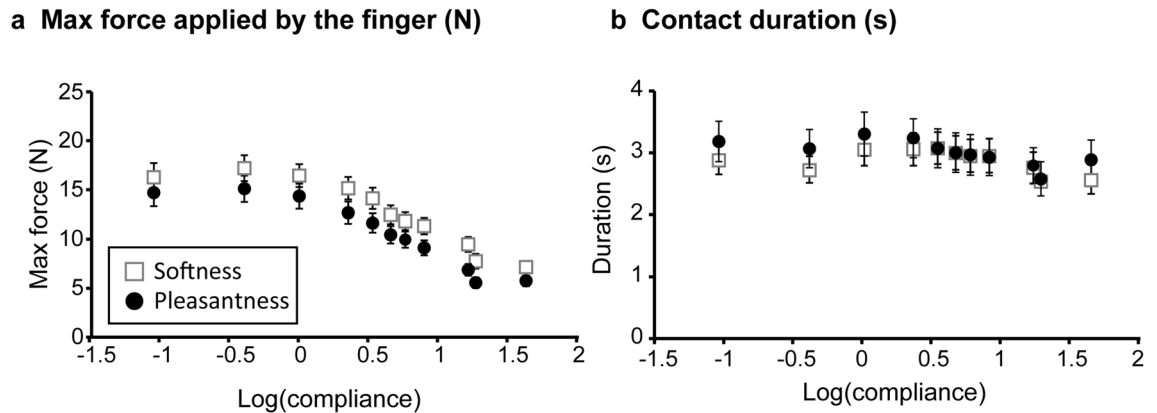 a Max force applied by the finger (N)
b Contact duration (s)
Max force (N)
25
20
15
10
5
0
Softness
Pleasantness
-1.5 -1 -0.5 0 0.5 1 1.5 2
Log(compliance)
Duration (s)
4
3
2
1
0
-1.5 -1 -0.5 0 0.5 1 1.5 2
Log(compliance)